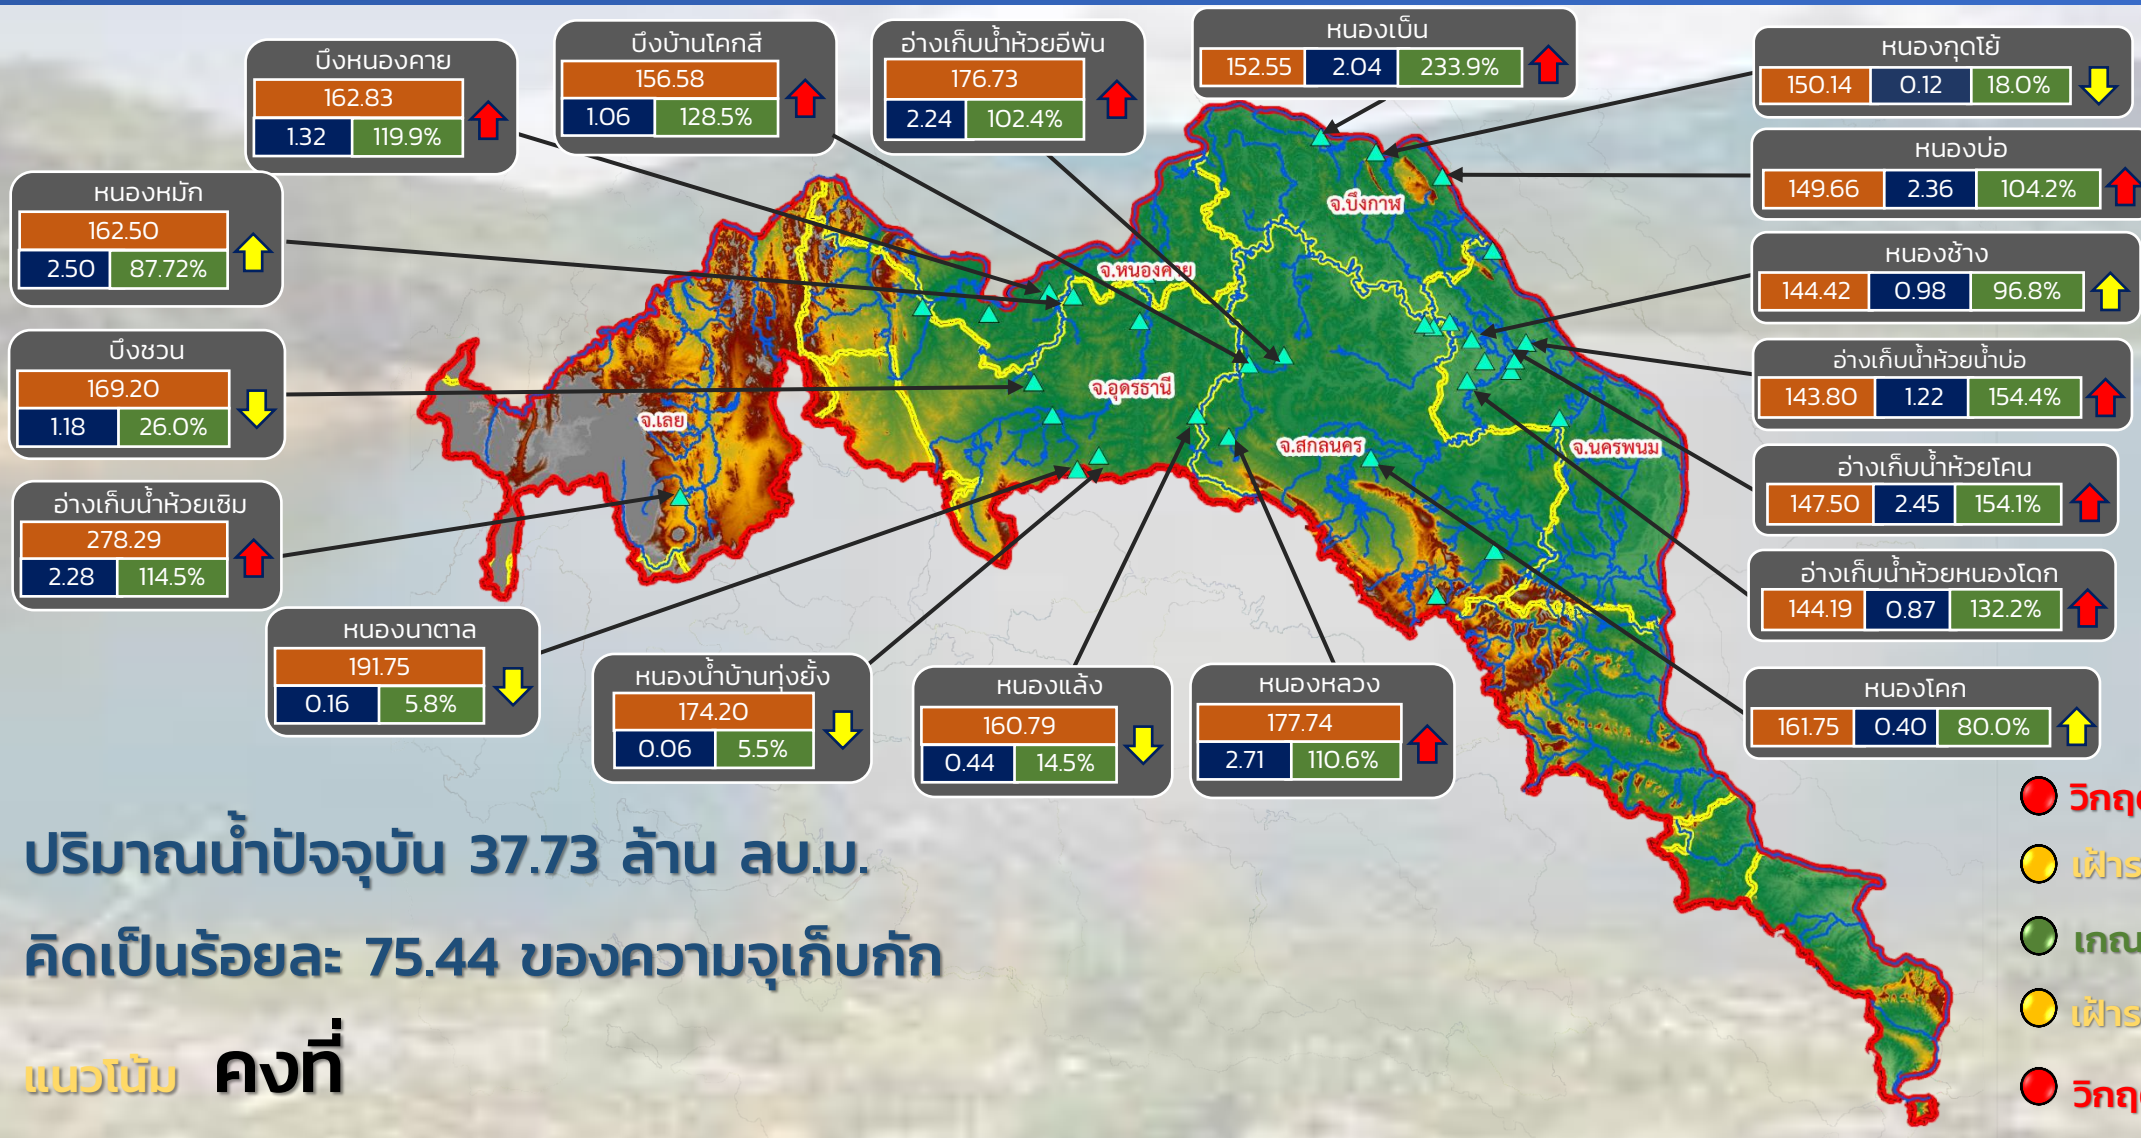 บึงหนองคาย
162.83
1.32 119.9%
บึงบ้านโคกสี
156.58
1.06 128.5%
อ่างเก็บน้ำห้วยอีพัน
176.73
2.24 102.4%
หนองเบ็น
152.55 2.04 233.9%
หนองกุดโย้
150.14 0.12 18.0%
หนองบ่อ
149.66 2.36 104.2%
หนองหมัก
162.50
2.50 87.72%
หนองช้าง
144.42 0.98 96.8%
บึงชวน
169.20
1.18 26.0%
อ่างเก็บน้ำห้วยน้ำบ่อ
143.80 1.22 154.4%
อ่างเก็บน้ำห้วยโคน
147.50 2.45 154.1%
อ่างเก็บน้ำห้วยเซิม
278.29
2.28 114.5%
อ่างเก็บน้ำห้วยหนองโดก
144.19 0.87 132.2%
หนองนาตาล
191.75
0.16 5.8%
หนองน้ำบ้านทุ่งยั้ง
174.20
0.06 5.5%
หนองแล้ง
160.79
0.44 14.5%
หนองหลวง
177.74
2.71 110.6%
หนองโคก
161.75 0.40 80.0%
จ.บึงกาฬ
จ.หนองคาย
จ.อุดรธานี
จ.เลย
จ.สกลนคร
จ.นครพนม
ปริมาณน้ำปัจจุบัน 37.73 ล้าน ลบ.ม.
คิดเป็นร้อยละ 75.44 ของความจุเก็บกัก
แนวโน้ม คงที่